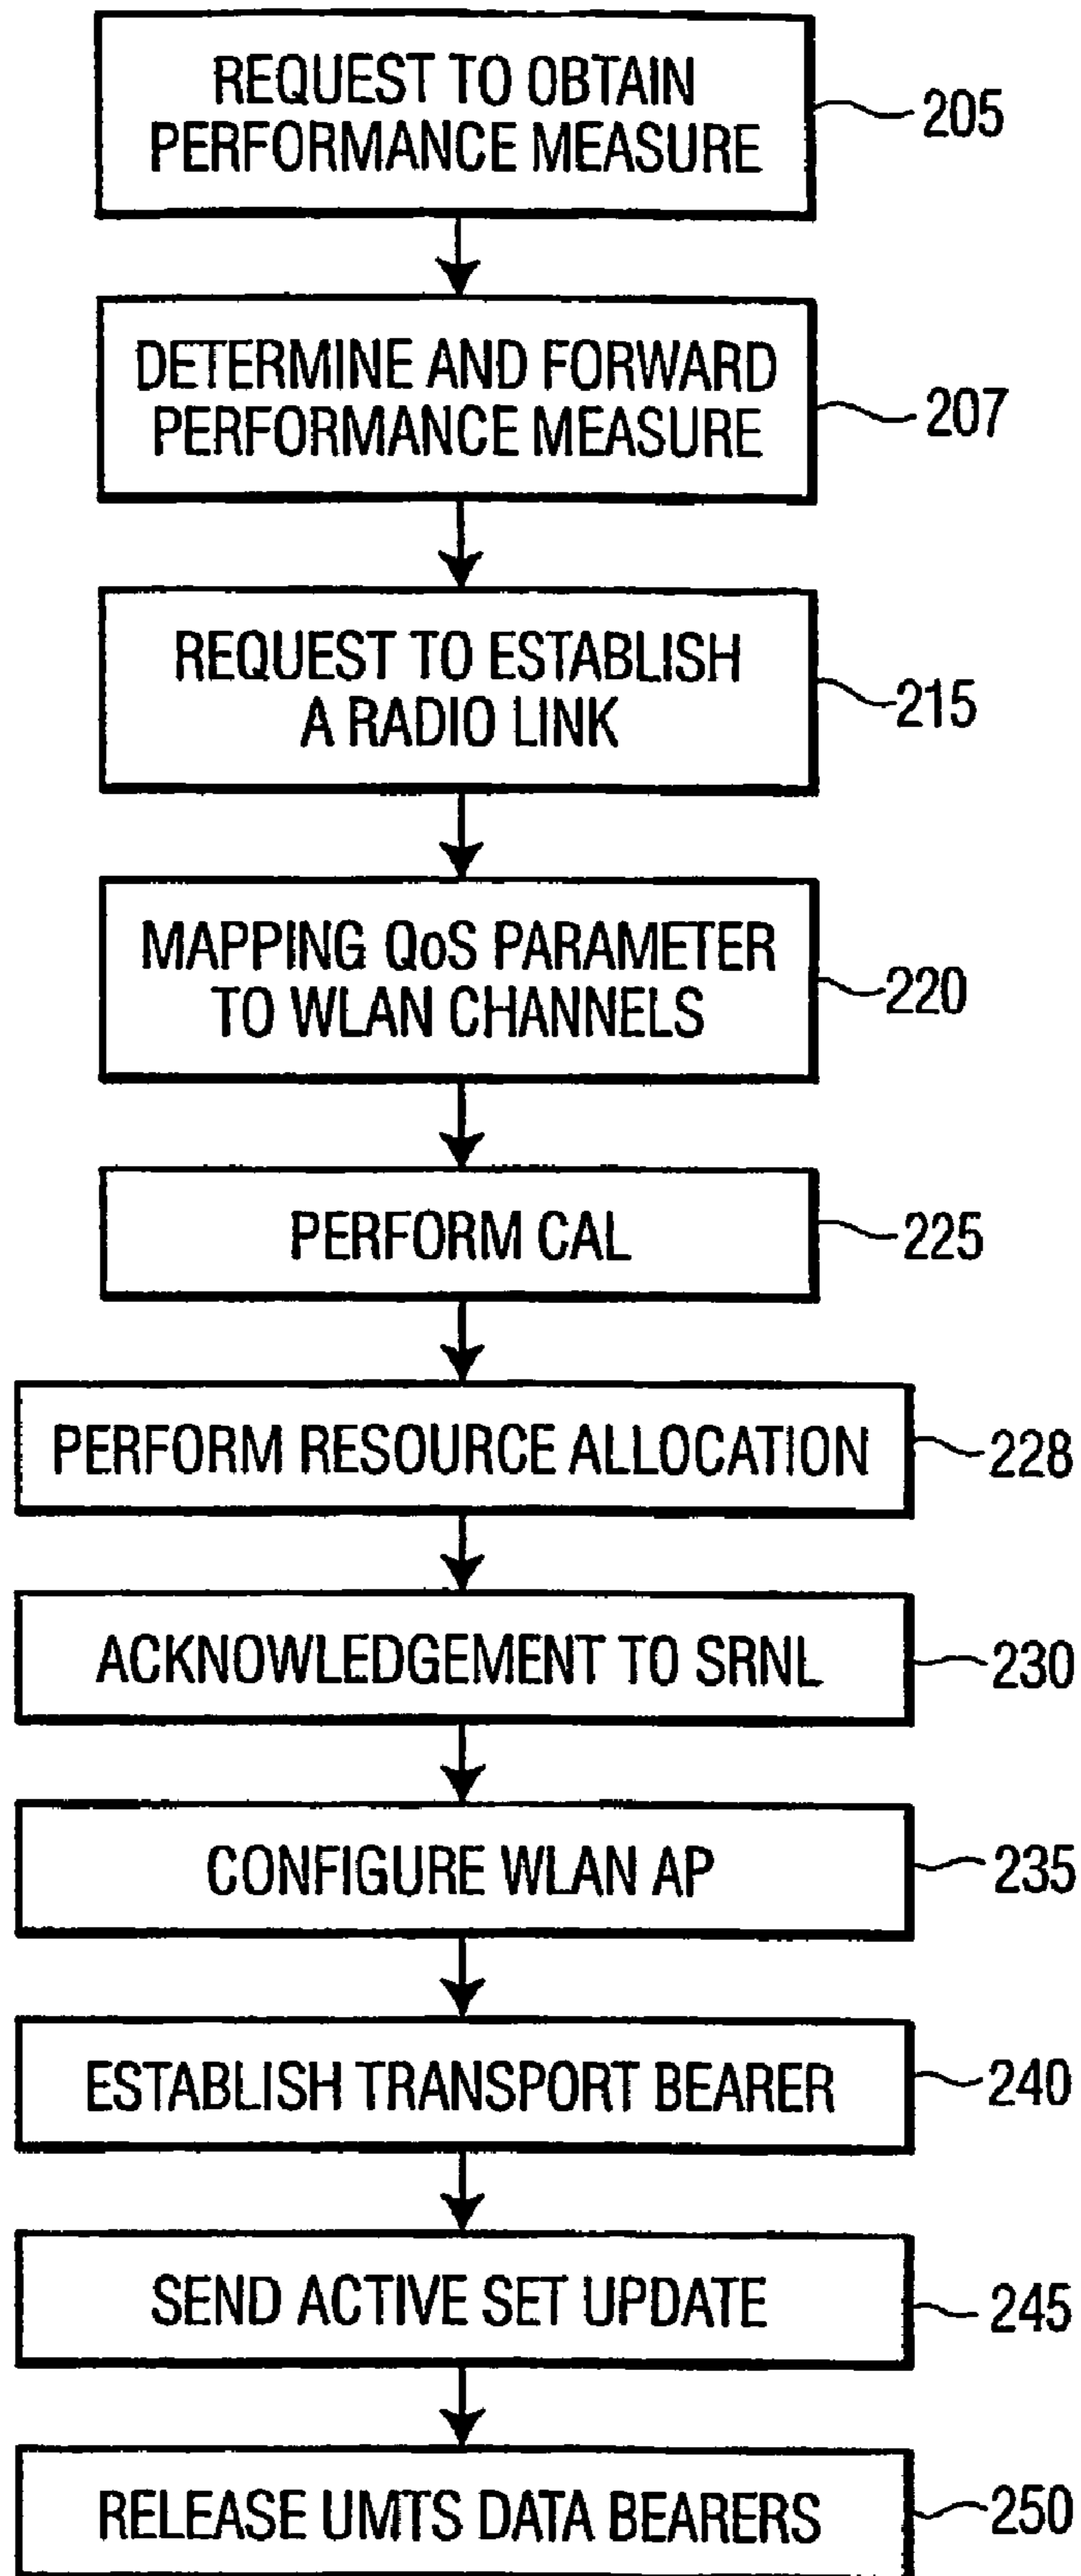 REQUEST TO OBTAIN
PERFORMANCE MEASURE
205
DETERMINE AND FORWARD
PERFORMANCE MEASURE
207
REQUEST TO ESTABLISH
A RADIO LINK
215
MAPPING QoS PARAMETER
TO WLAN CHANNELS
220
PERFORM CAL
225
PERFORM RESOURCE ALLOCATION
228
ACKNOWLEDGEMENT TO SRNL
230
CONFIGURE WLAN AP
235
ESTABLISH TRANSPORT BEARER
240
SEND ACTIVE SET UPDATE
245
RELEASE UMTS DATA BEARERS
250